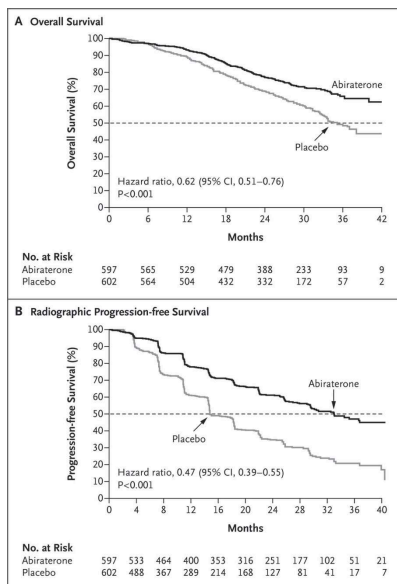 A Overall Survival
100
90
80
70
60
50
40
30
20
10
0
Overall Survival (%)
Abiraterone
Placebo
Hazard ratio, 0.62 (95% CI, 0.51–0.76)
P<0.001
0 6 12 18 24 30 36 42
Months
No. at Risk
Abiraterone 597 565 529 479 388 233 93 9
Placebo 602 564 504 432 332 172 57 2
B Radiographic Progression-free Survival
100
90
80
70
60
50
40
30
20
10
0
Progression-free Survival (%)
Abiraterone
Placebo
Hazard ratio, 0.47 (95% CI, 0.39–0.55)
P<0.001
0 4 8 12 16 20 24 28 32 36 40
Months
No. at Risk
Abiraterone 597 533 464 400 353 316 251 177 102 51 21
Placebo 602 488 367 289 214 168 127 81 41 17 7